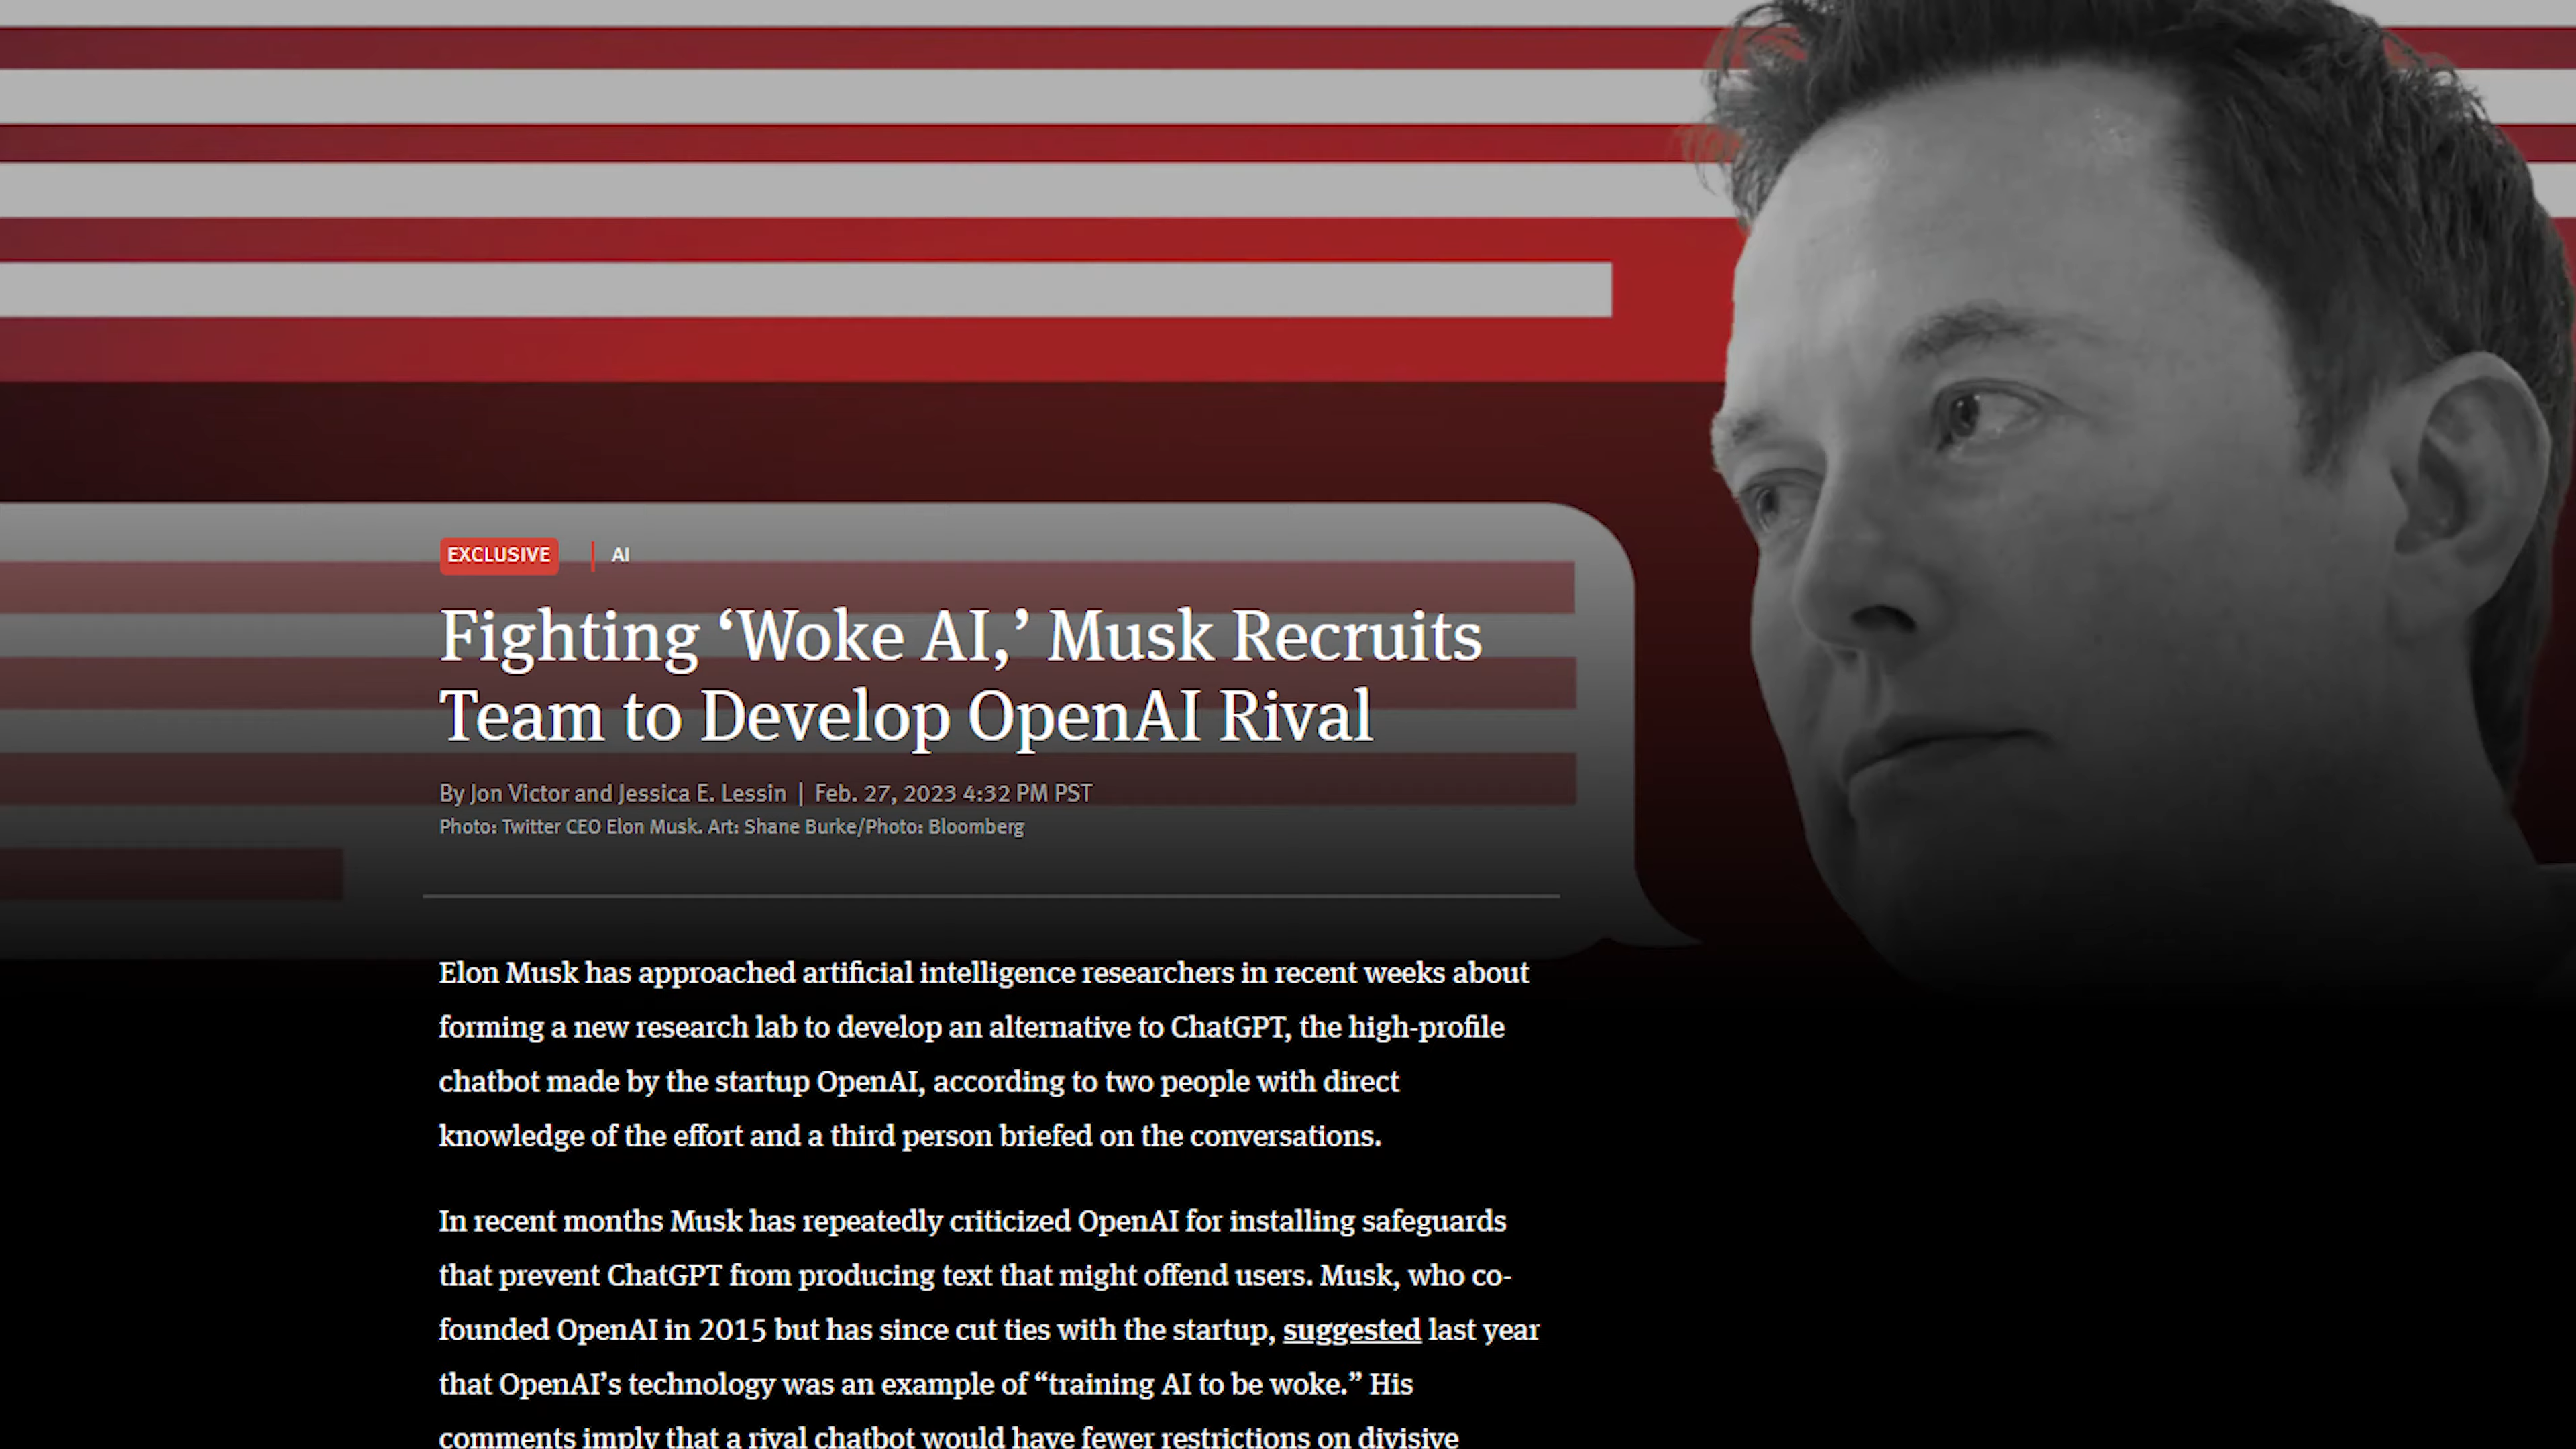 EXCLUSIVE | AI
Fighting ‘Woke AI,’ Musk Recruits
Team to Develop OpenAI Rival
By Jon Victor and Jessica E. Lessin | Feb. 27, 2023 4:32 PM PST
Photo: Twitter CEO Elon Musk. Art: Shane Burke/Photo: Bloomberg
Elon Musk has approached artificial intelligence researchers in recent weeks about
forming a new research lab to develop an alternative to ChatGPT, the high-profile
chatbot made by the startup OpenAI, according to two people with direct
knowledge of the effort and a third person briefed on the conversations.
In recent months Musk has repeatedly criticized OpenAI for installing safeguards
that prevent ChatGPT from producing text that might offend users. Musk, who co-
founded OpenAI in 2015 but has since cut ties with the startup, suggested last year
that OpenAI’s technology was an example of “training AI to be woke.” His
comments imply that a rival chatbot would have fewer restrictions on divisive